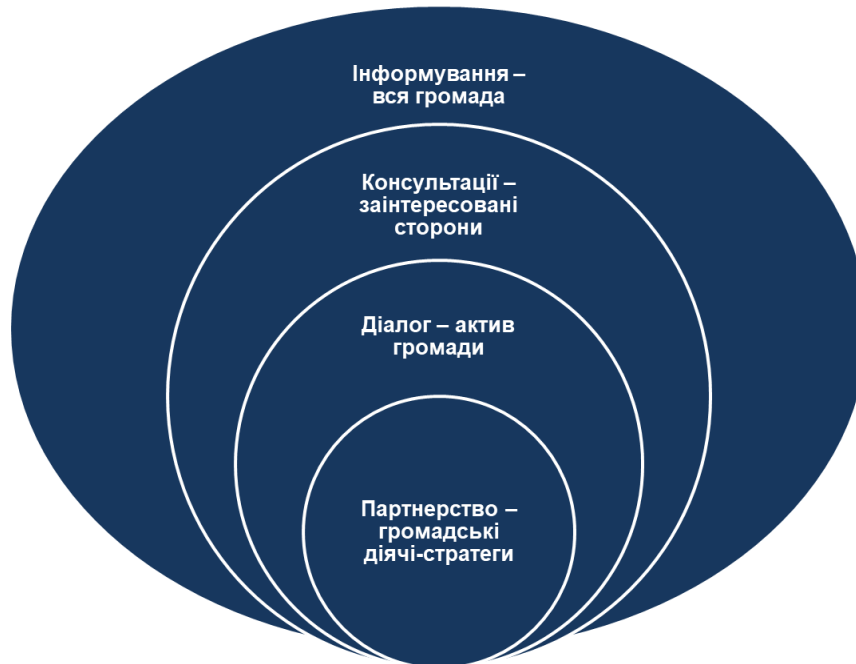 Інформування –
вся громада
Консультації –
заінтересовані
сторони
Діалог – актив
громади
Партнерство –
громадські
діячі-стратеги